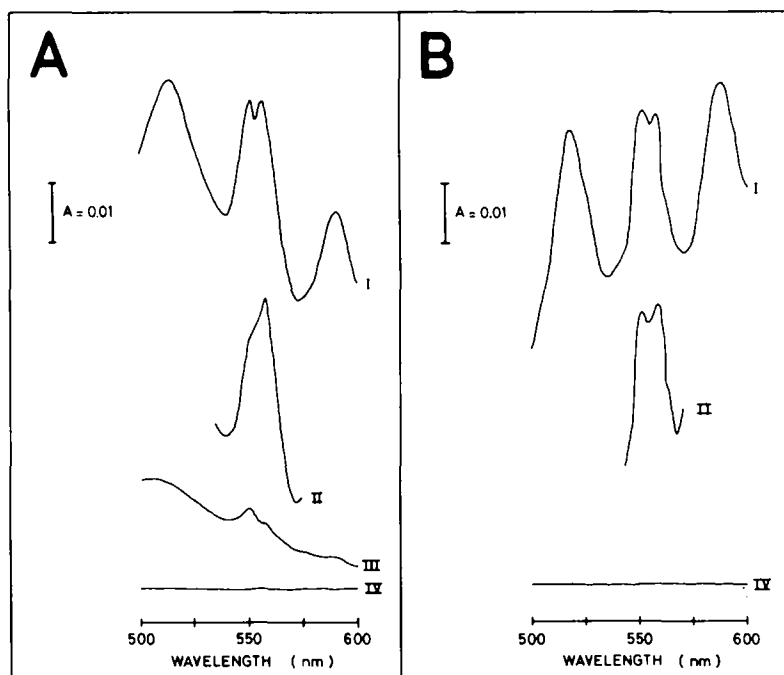 A
A = 0.01
I
II
III
IV
500
550
600
WAVELENGTH ( nm )
B
A = 0.01
I
II
IV
500
550
600
WAVELENGTH ( nm )